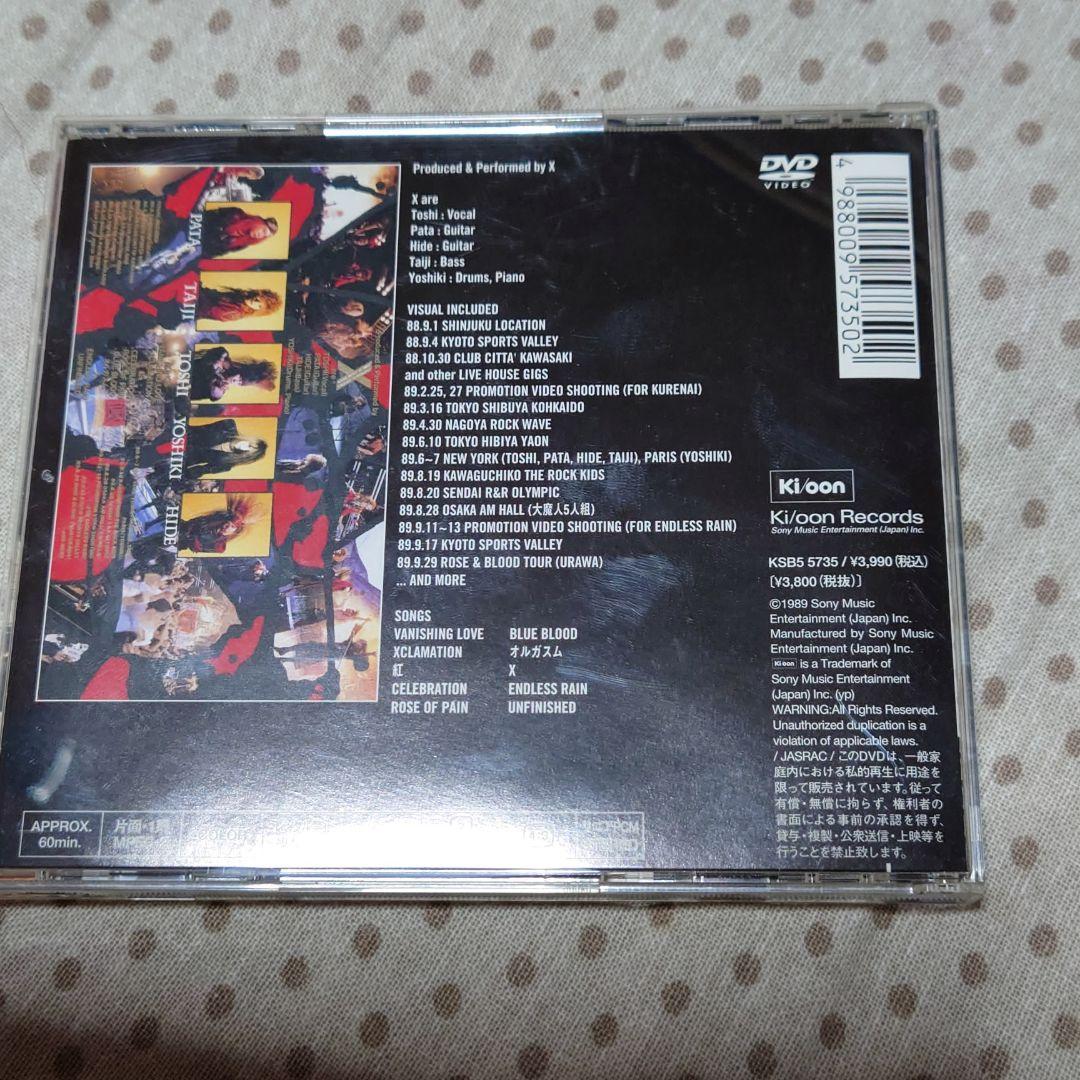 PATA
TAIJI
TOSHI
YOSHIKI
HIDE
X
Produced & Performed by X
X are
Toshi : Vocal
Pata : Guitar
Hide : Guitar
Taiji : Bass
Yoshiki : Drums, Piano
VISUAL INCLUDED
88.9.1 SHINJUKU LOCATION
88.9.4 KYOTO SPORTS VALLEY
88.10.30 CLUB CITTA' KAWASAKI
and other LIVE HOUSE GIGS
89.2.25, 27 PROMOTION VIDEO SHOOTING (FOR KURENAI)
89.3.16 TOKYO SHIBUYA KOHKAIDO
89.4.30 NAGOYA ROCK WAVE
89.6.10 TOKYO HIBIYA YAON
89.6~7 NEW YORK (TOSHI, PATA, HIDE, TAIJI), PARIS (YOSHIKI)
89.8.19 KAWAGUCHIKO THE ROCK KIDS
89.8.20 SENDAI R&R OLYMPIC
89.8.28 OSAKA AM HALL (大魔人5人組)
89.9.11~13 PROMOTION VIDEO SHOOTING (FOR ENDLESS RAIN)
89.9.17 KYOTO SPORTS VALLEY
89.9.29 ROSE & BLOOD TOUR (URAWA)
... AND MORE
SONGS
VANISHING LOVE BLUE BLOOD
XCLAMATION オルガスム
紅 X
CELEBRATION ENDLESS RAIN
ROSE OF PAIN UNFINISHED
DVD
VIDEO
4 988009 573502
Ki/oon
Ki/oon Records
Sony Music Entertainment (Japan) Inc.
KSB5 5735 / ¥3,990(税込)
[¥3,800(税抜)]
©1989 Sony Music
Entertainment (Japan) Inc.
Manufactured by Sony Music
Entertainment (Japan) Inc.
Ki/oon is a Trademark of
Sony Music Entertainment
(Japan) Inc. (yp)
WARNING:All Rights Reserved.
Unauthorized duplication is a
violation of applicable laws.
/ JASRAC / このDVDは、一般家
庭内における私的再生に用途を
限って販売されています。従って
有償・無償に拘らず、権利者の
書面による事前の承認を得ず、
貸与・複製・公衆送信・上映等を
行うことを禁止致します。
APPROX.
60min.
片面・1層